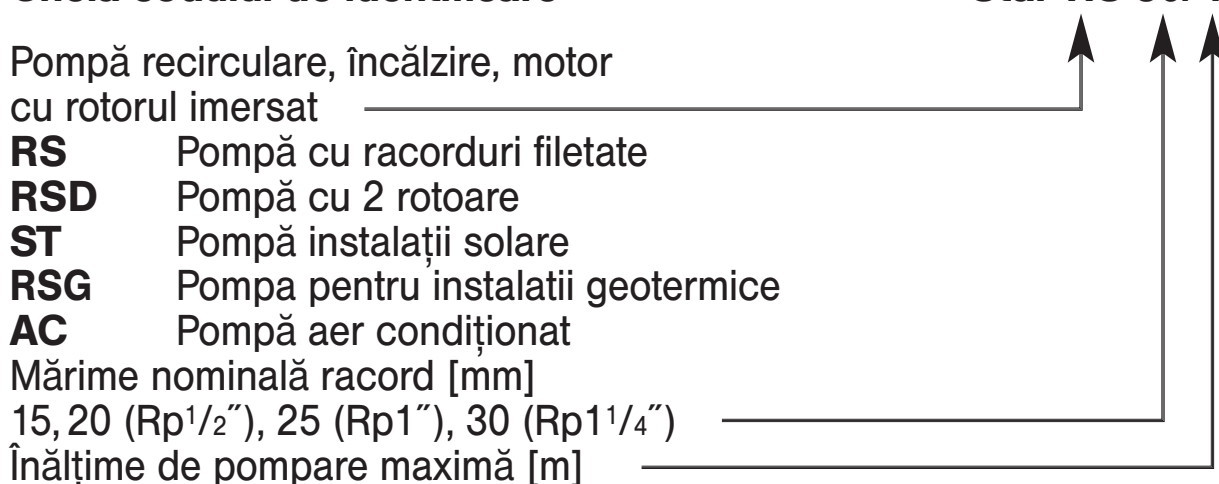 Pompă recirculare, încălzire, motor
cu rotorul imersat
RS Pompă cu racorduri filetate
RSD Pompă cu 2 rotoare
ST Pompă instalații solare
RSG Pompa pentru instalatii geotermice
AC Pompă aer condiționat
Mărime nominală racord [mm]
15, 20 (Rp1/2˝), 25 (Rp1˝), 30 (Rp11/4˝)
Înălțime de pompare maximă [m]